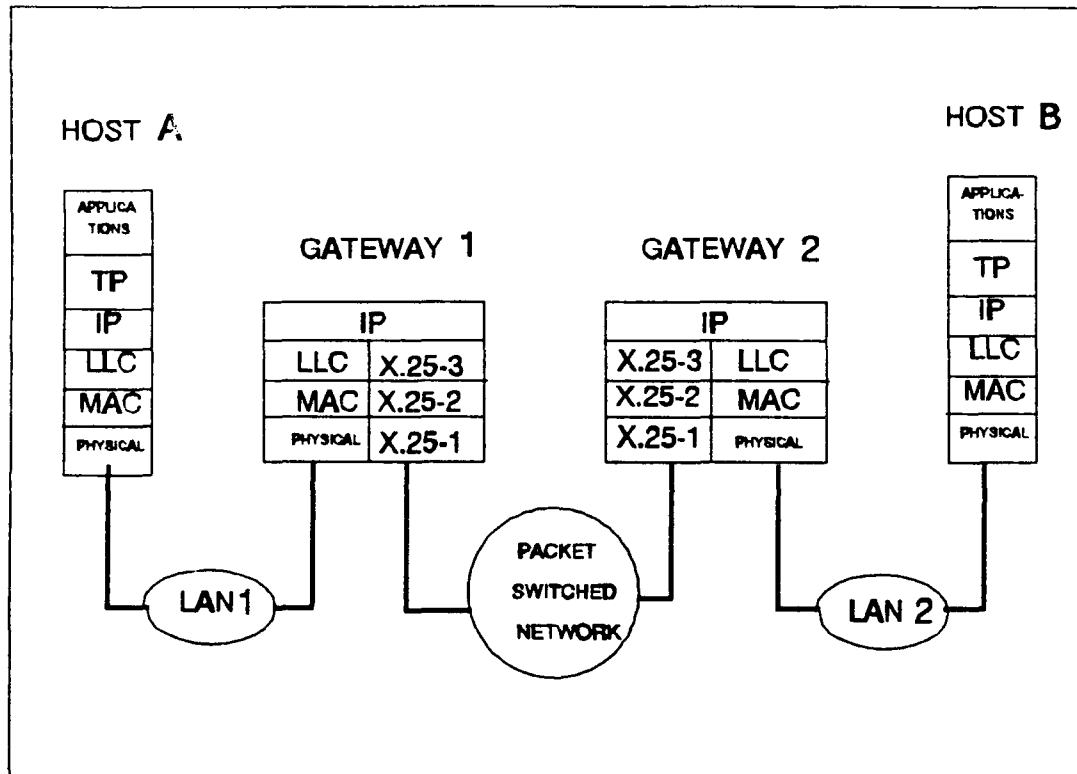 HOST A
HOST B
APPLICA
TIONS
TP
IP
LLC
MAC
PHYSICAL
GATEWAY 1
IP
LLC X.25-3
MAC X.25-2
PHYSICAL X.25-1
GATEWAY 2
IP
X.25-3 LLC
X.25-2 MAC
X.25-1 PHYSICAL
APPLICA-
TIONS
TP
IP
LLC
MAC
PHYSICAL
LAN 1
PACKET
SWITCHED
NETWORK
LAN 2